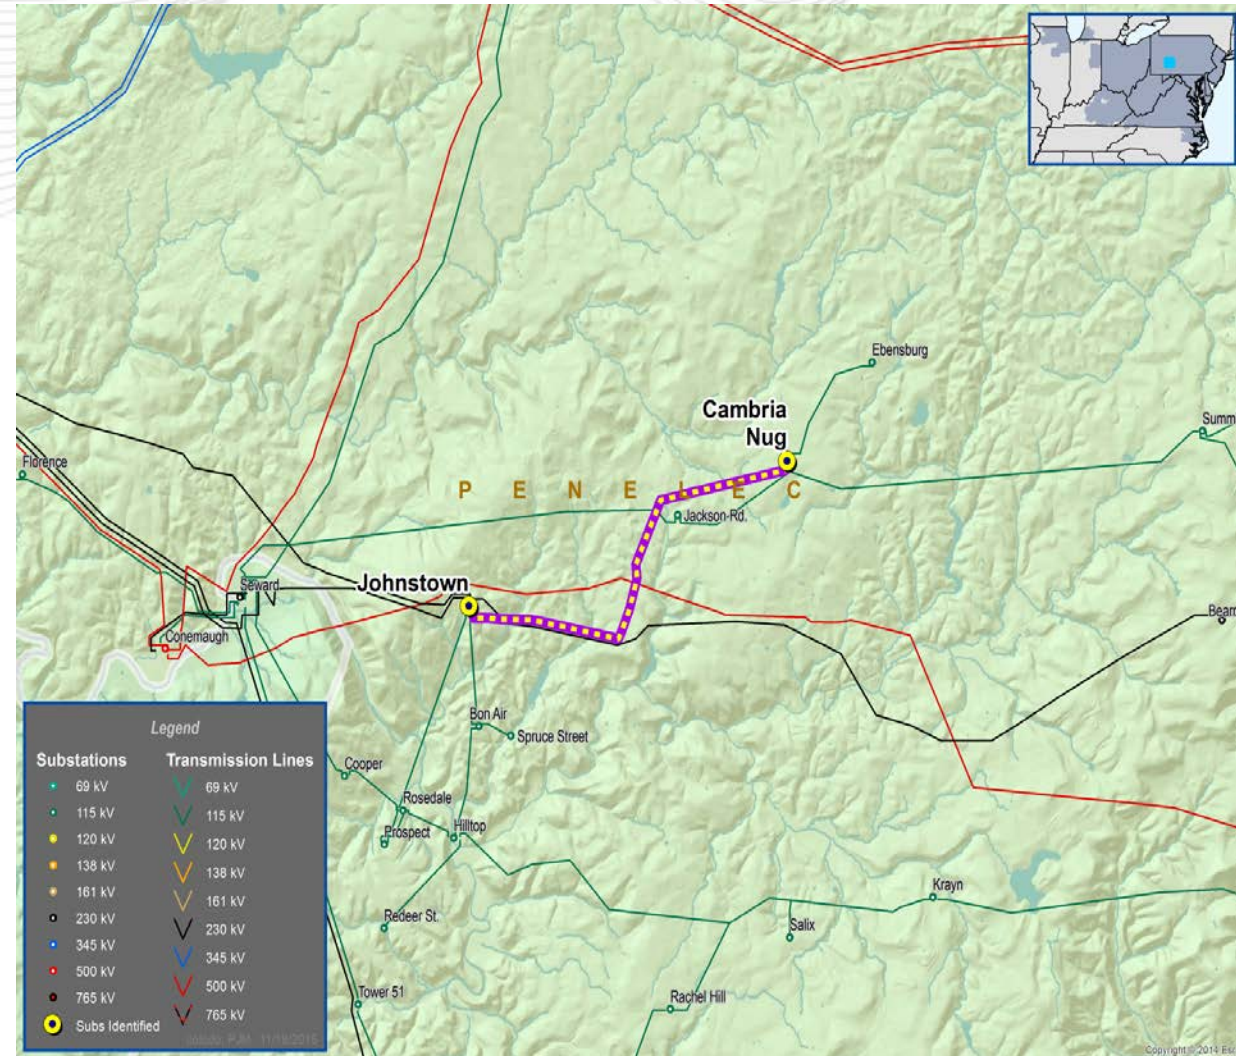 Ebensburg
Cambria
Nug
Summ
Florence
P E N E L E C
Jackson Rd.
Johnstown
Seward
Conemaugh
Bear
Bon Air
Spruce Street
Cooper
Rosedale
Prospect
Hilltop
Redeer St.
Krayn
Salix
Tower 51
Rachel Hill
Legend
Substations
69 kV
115 kV
120 kV
138 kV
161 kV
230 kV
345 kV
500 kV
765 kV
Subs Identified
Transmission Lines
69 kV
115 kV
120 kV
138 kV
161 kV
230 kV
345 kV
500 kV
765 kV
Copyright © 2014 Esr